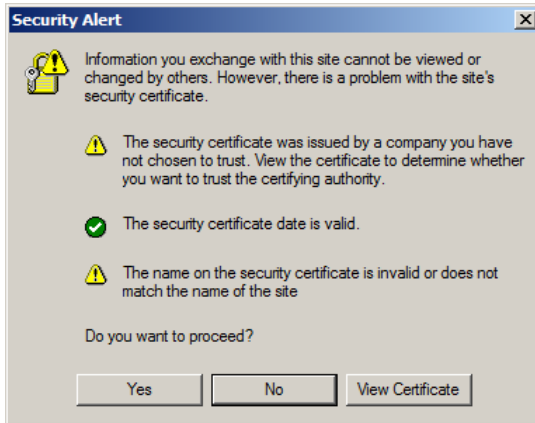 Security Alert
Information you exchange with this site cannot be viewed or
changed by others. However, there is a problem with the site's
security certificate.
The security certificate was issued by a company you have
not chosen to trust. View the certificate to determine whether
you want to trust the certifying authority.
The security certificate date is valid.
The name on the security certificate is invalid or does not
match the name of the site
Do you want to proceed?
Yes
No
View Certificate